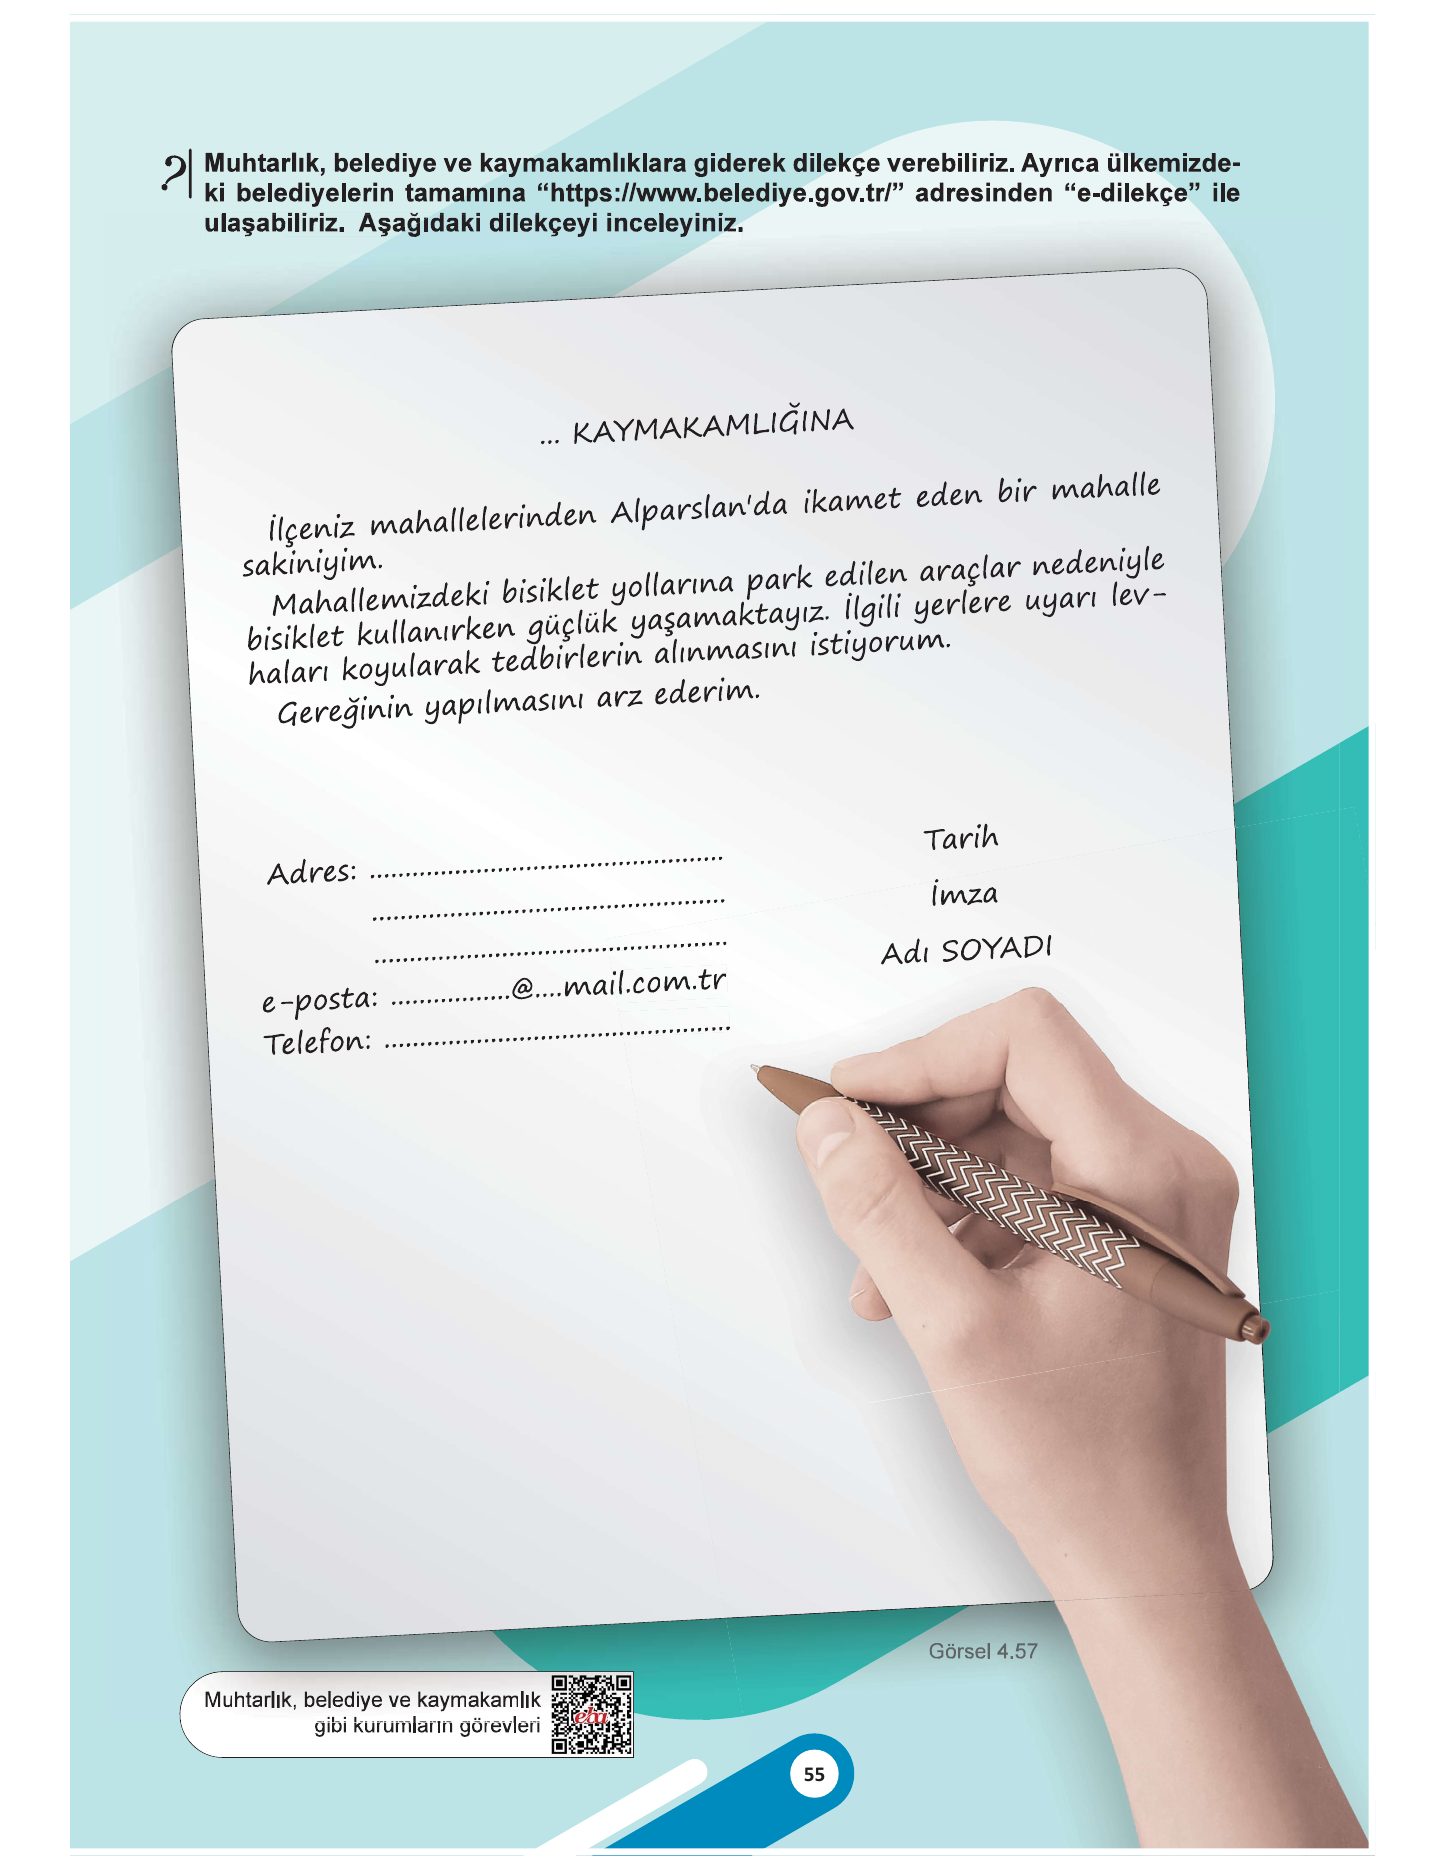 ?
Muhtarlık, belediye ve kaymakamlıklara giderek dilekçe verebiliriz. Ayrıca ülkemizde-
ki belediyelerin tamamına “https://www.belediye.gov.tr/” adresinden “e-dilekçe” ile
ulaşabiliriz. Aşağıdaki dilekçeyi inceleyiniz.
... KAYMAKAMLIĞINA
İlçeniz mahallelerinden Alparslan'da ikamet eden bir mahalle
sakiniyim.
Mahallemizdeki bisiklet yollarına park edilen araçlar nedeniyle
bisiklet kullanırken güçlük yaşamaktayız. İlgili yerlere uyarı lev-
haları koyularak tedbirlerin alınmasını istiyorum.
Gereğinin yapılmasını arz ederim.
Tarih
İmza
Adı SOYADI
Adres: ..................................................
..................................................
..................................................
e-posta: .................@....mail.com.tr
Telefon: .................................................
Görsel 4.57
Muhtarlık, belediye ve kaymakamlık
gibi kurumların görevleri
eba
55